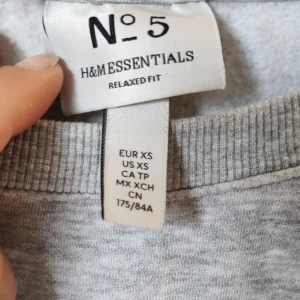 Nº 5
H&M ESSENTIALS
RELAXED FIT
EUR XS
US XS
CA TP
MX XCH
CN
175/84A